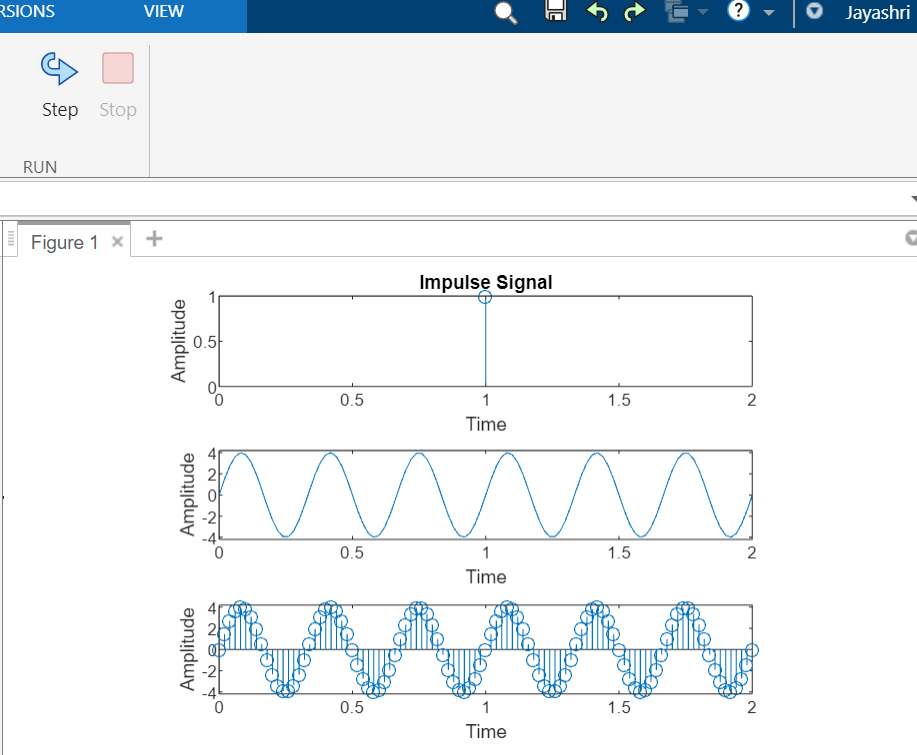 RSIONS VIEW ? Jayashri
Step Stop
RUN
Figure 1 × +
Impulse Signal
Amplitude
1
0.5
0
0 0.5 1 1.5 2
Time
Amplitude
4
2
0
-2
-4
0 0.5 1 1.5 2
Time
Amplitude
4
2
0
-2
-4
0 0.5 1 1.5 2
Time